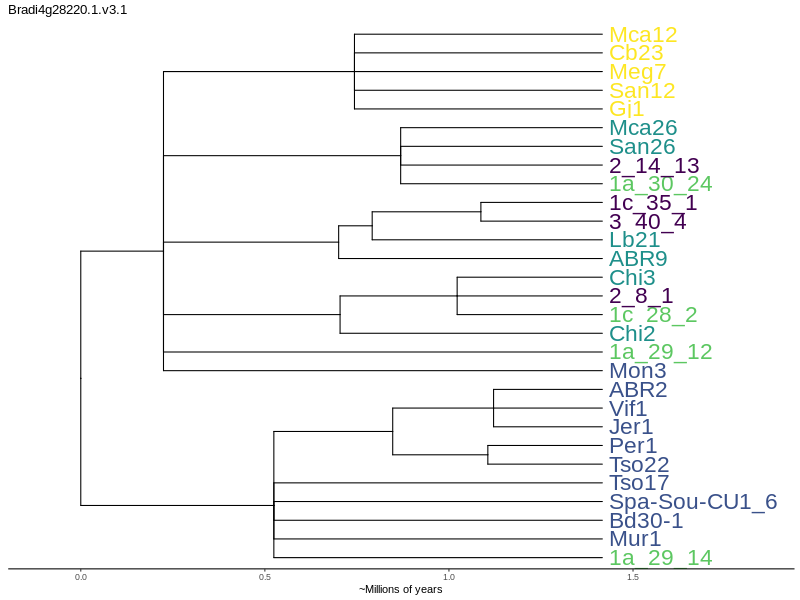 Bradi4g28220.1.v3.1
Mca12
Cb23
Meg7
San12
Gj1
Mca26
San26
2_14_13
1a_30_24
1c_35_1
3_40_4
Lb21
ABR9
Chi3
2_8_1
1c_28_2
Chi2
1a_29_12
Mon3
ABR2
Vif1
Jer1
Per1
Tso22
Tso17
Spa-Sou-CU1_6
Bd30-1
Mur1
1a_29_14
0.0 0.5 1.0 1.5
~Millions of years